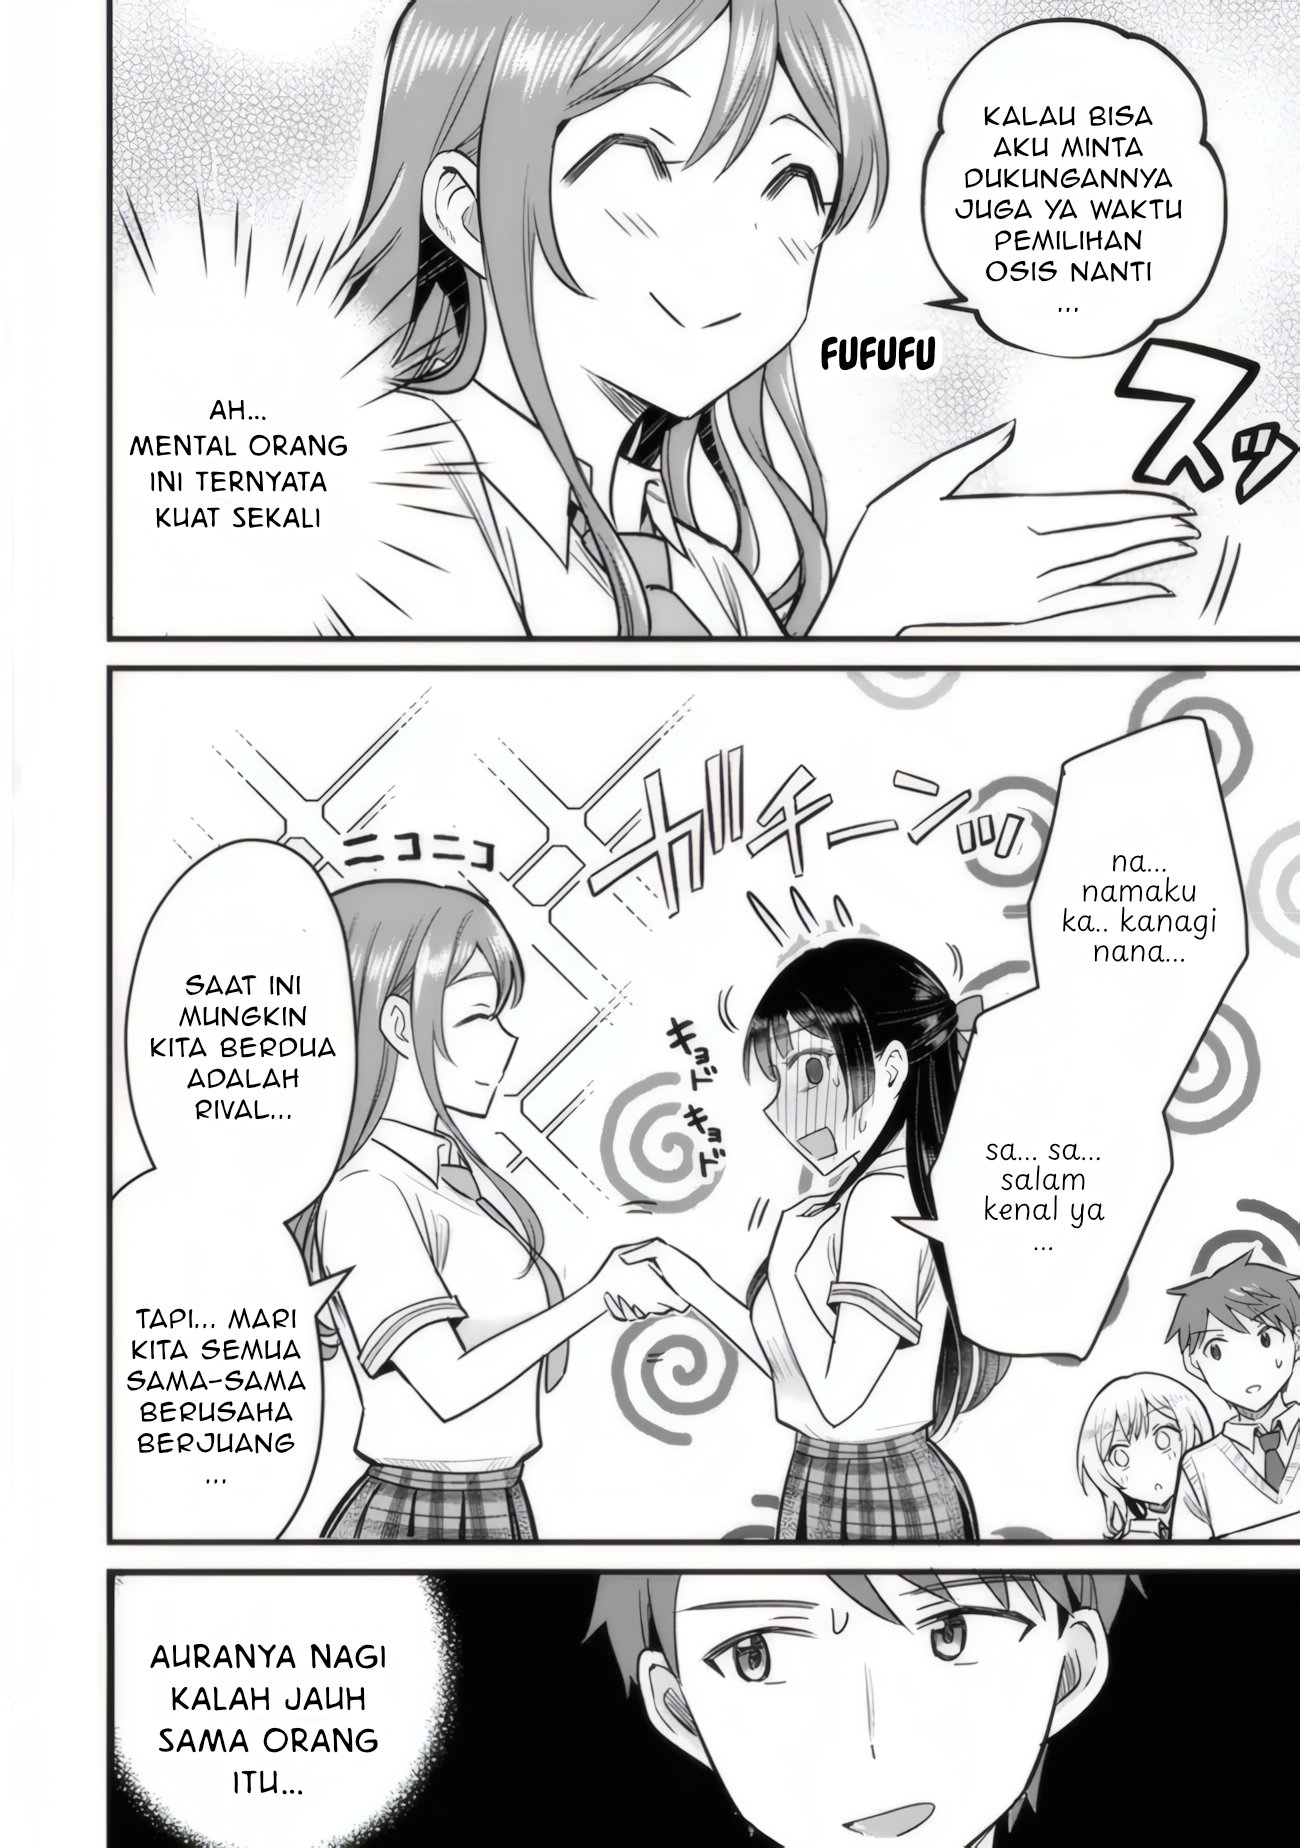 KALAU BISA
AKU MINTA
DUKUNGANNYA
JUGA YA WAKTU
PEMILIHAN
OSIS NANTI
...
FUFUFU
スッ
AH...
MENTAL ORANG
INI TERNYATA
KUAT SEKALI
na...
namaku
ka.. kanagi
nana...
sa... sa...
salam
kenal ya
...
ガチーンッ
ニコニコ
キョド
キョド
SAAT INI
MUNGKIN
KITA BERDUA
ADALAH
RIVAL...
TAPI... MARI
KITA SEMUA
SAMA-SAMA
BERUSAHA
BERJUANG
...
AURANYA NAGI
KALAH JAUH
SAMA ORANG
ITU...